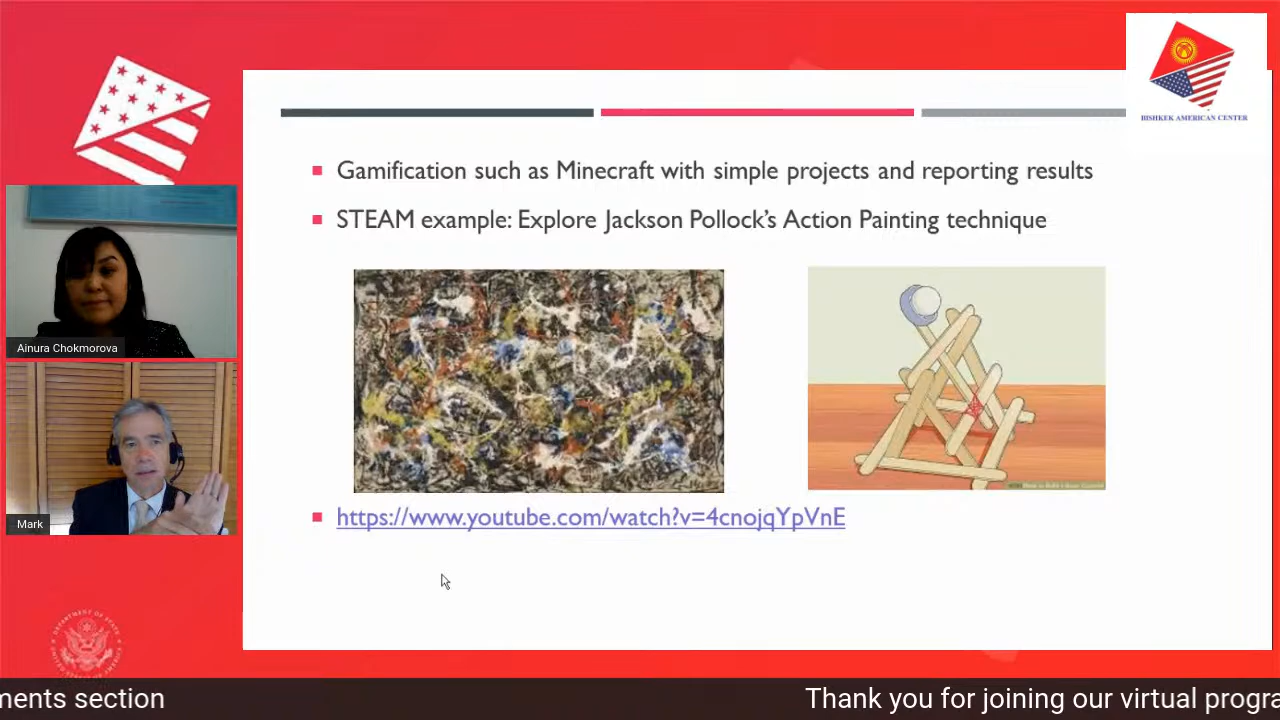 BISHKEK AMERICAN CENTER
Gamification such as Minecraft with simple projects and reporting results
STEAM example: Explore Jackson Pollock's Action Painting technique
https://www.youtube.com/watch?v=4cnojqYpVnE
Ainura Chokmorova
Mark
ments section
Thank you for joining our virtual progra